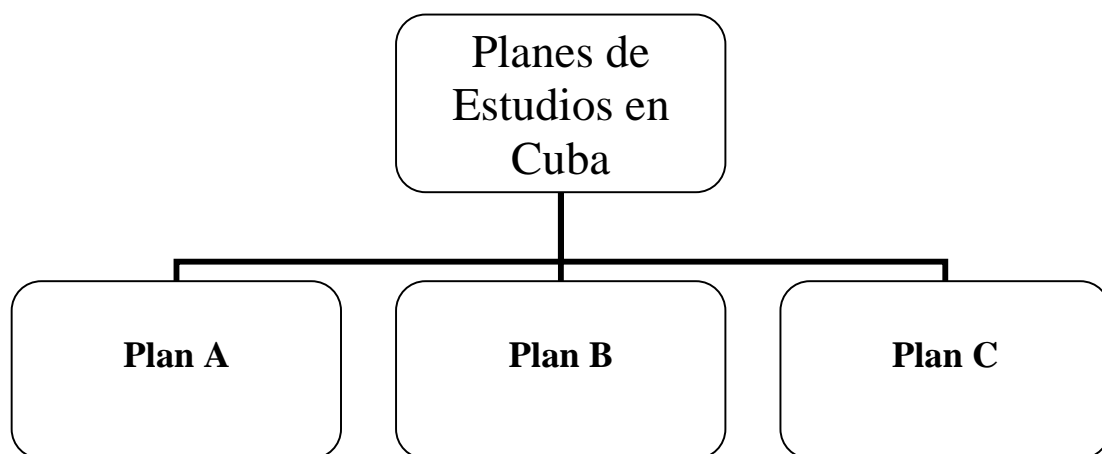 Planes de
Estudios en
Cuba
Plan A
Plan B
Plan C